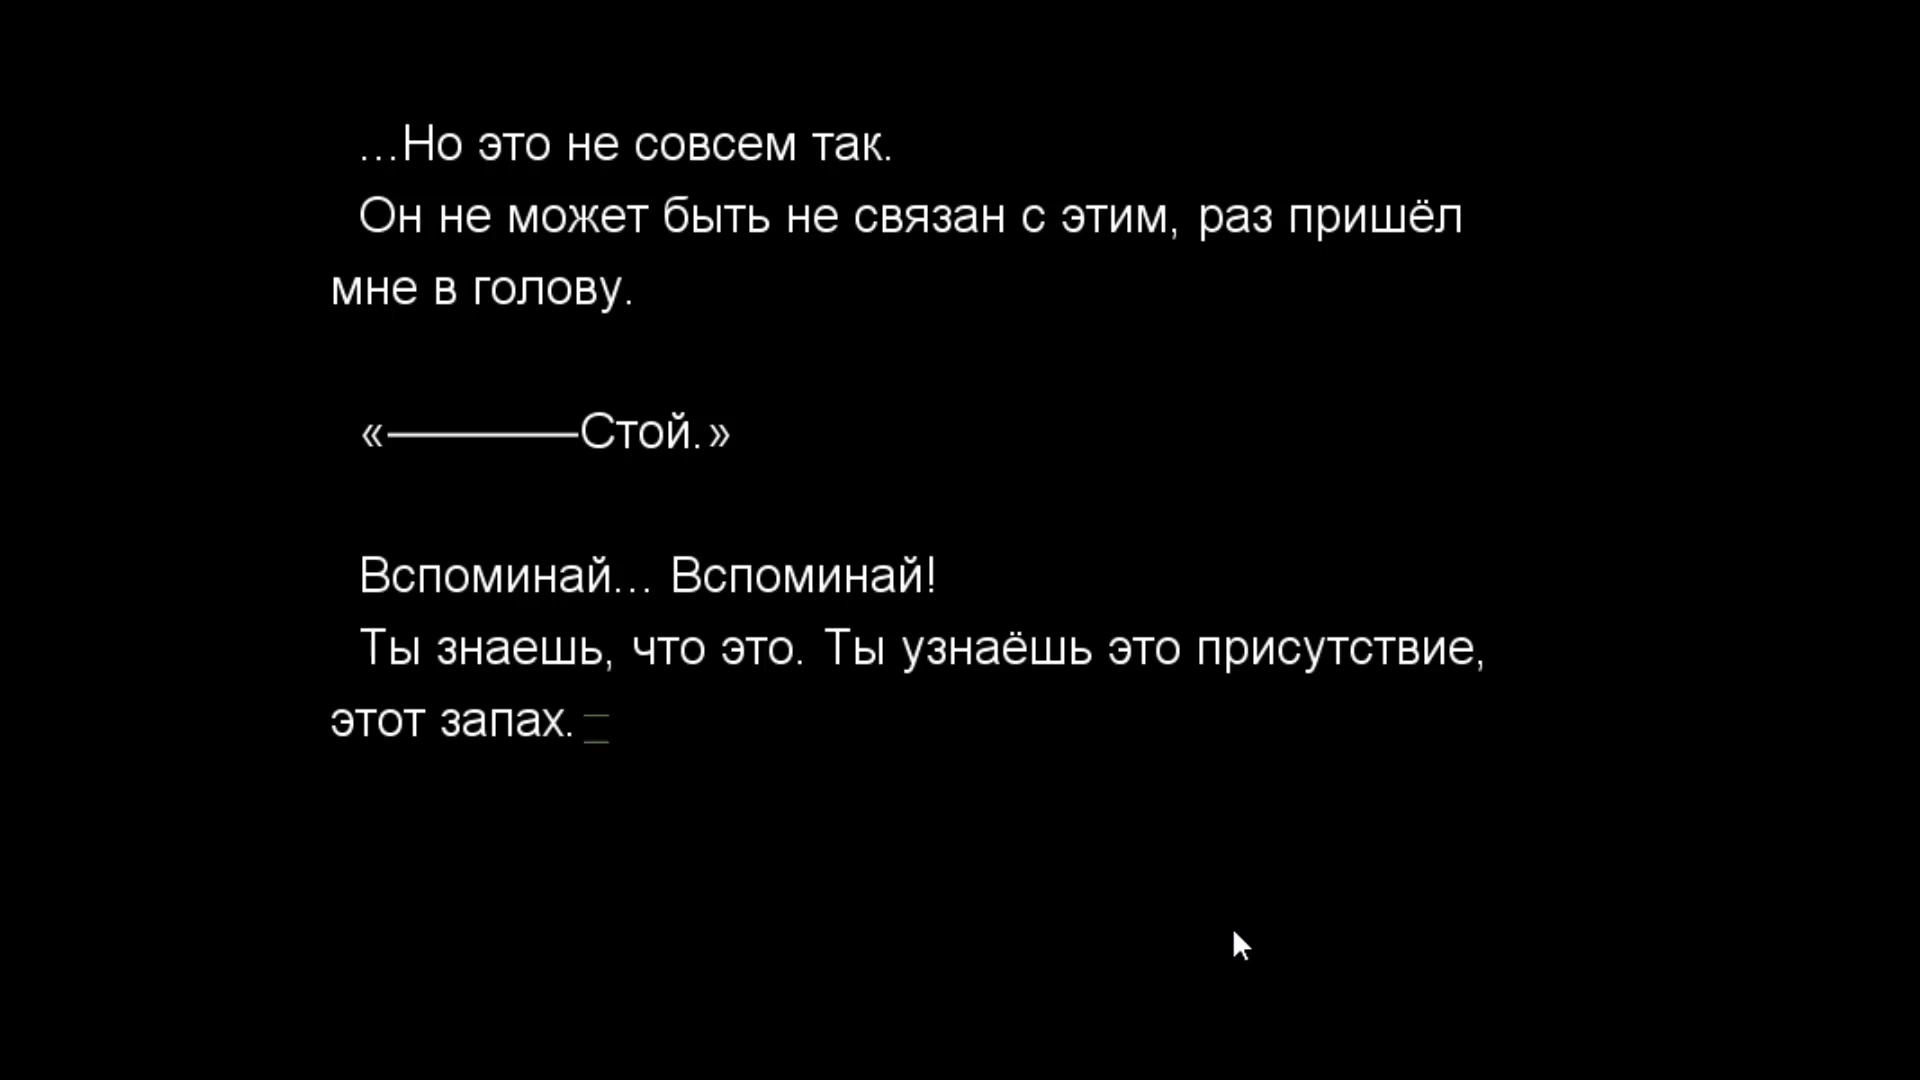 ...Но это не совсем так.
Он не может быть не связан с этим, раз пришёл
мне в голову.
«————Стой.»
Вспоминай... Вспоминай!
Ты знаешь, что это. Ты узнаёшь это присутствие,
этот запах.